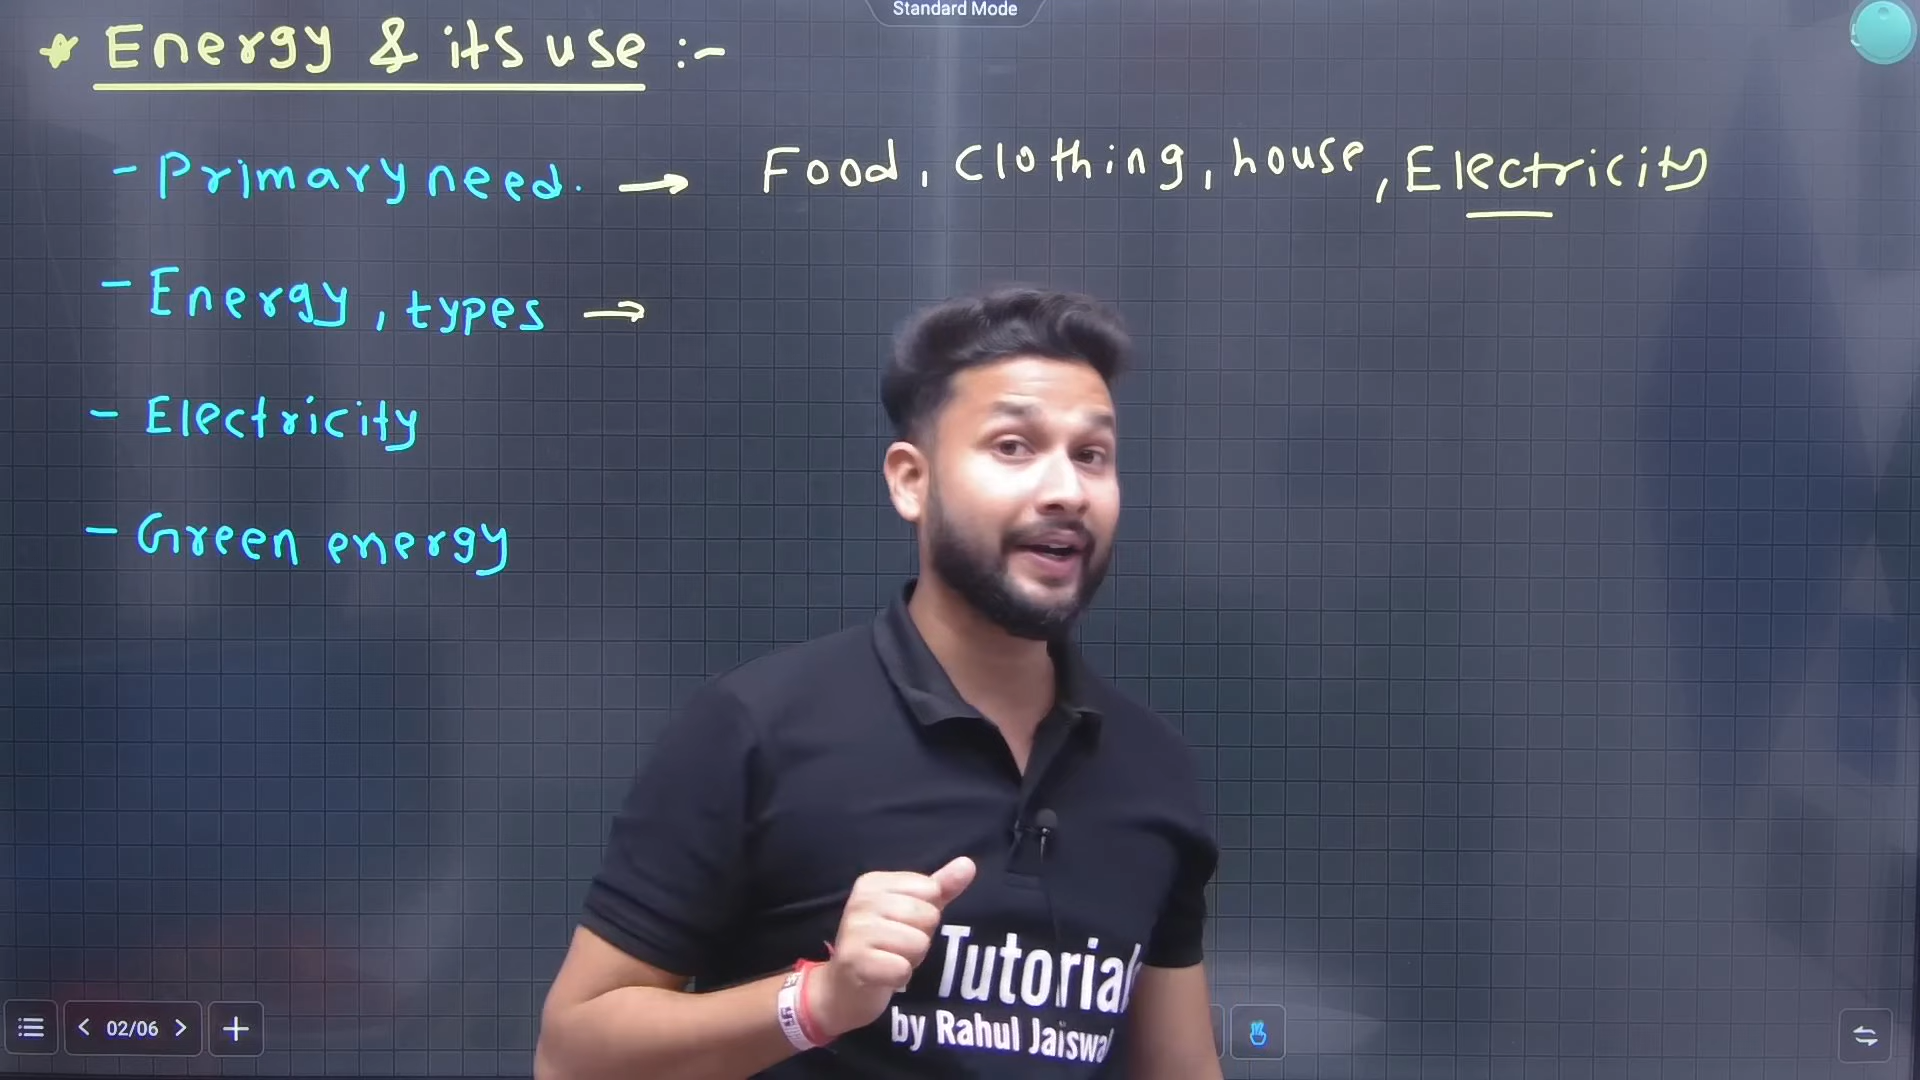 Standard Mode
* Energy & its use :-
- Primary need. → Food, Clothing, house, Electricity
- Energy, types →
- Electricity
- Green energy
Tutorial
by Rahul Jaiswal
02/06